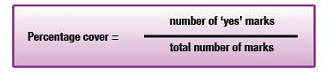 number of ‘yes’ marks
Percentage cover =
total number of marks